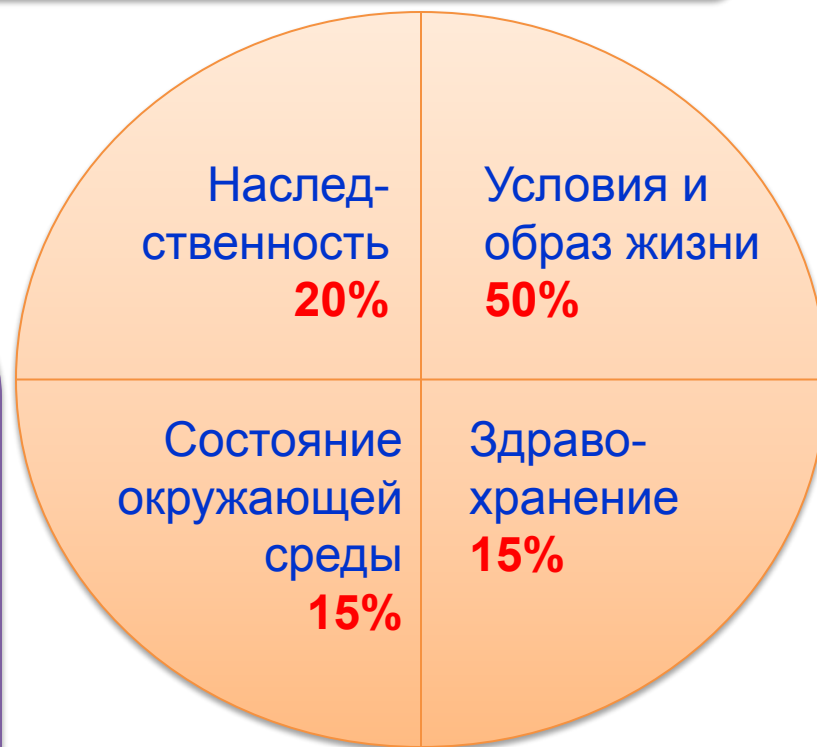 Наслед-
ственность
20%
Условия и
образ жизни
50%
Состояние
окружающей
среды
15%
Здраво-
хранение
15%